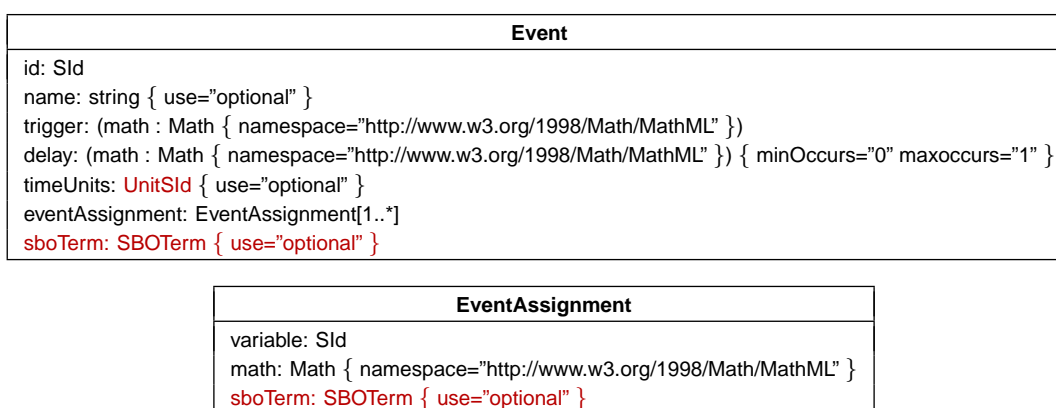 Event
id: SId
name: string { use=”optional” }
trigger: (math : Math { namespace=”http://www.w3.org/1998/Math/MathML” })
delay: (math : Math { namespace=”http://www.w3.org/1998/Math/MathML” }) { minOccurs=”0” maxoccurs=”1” }
timeUnits: UnitSId { use=”optional” }
eventAssignment: EventAssignment[1..*]
sboTerm: SBOTerm { use=”optional” }
EventAssignment
variable: SId
math: Math { namespace=”http://www.w3.org/1998/Math/MathML” }
sboTerm: SBOTerm { use=”optional” }